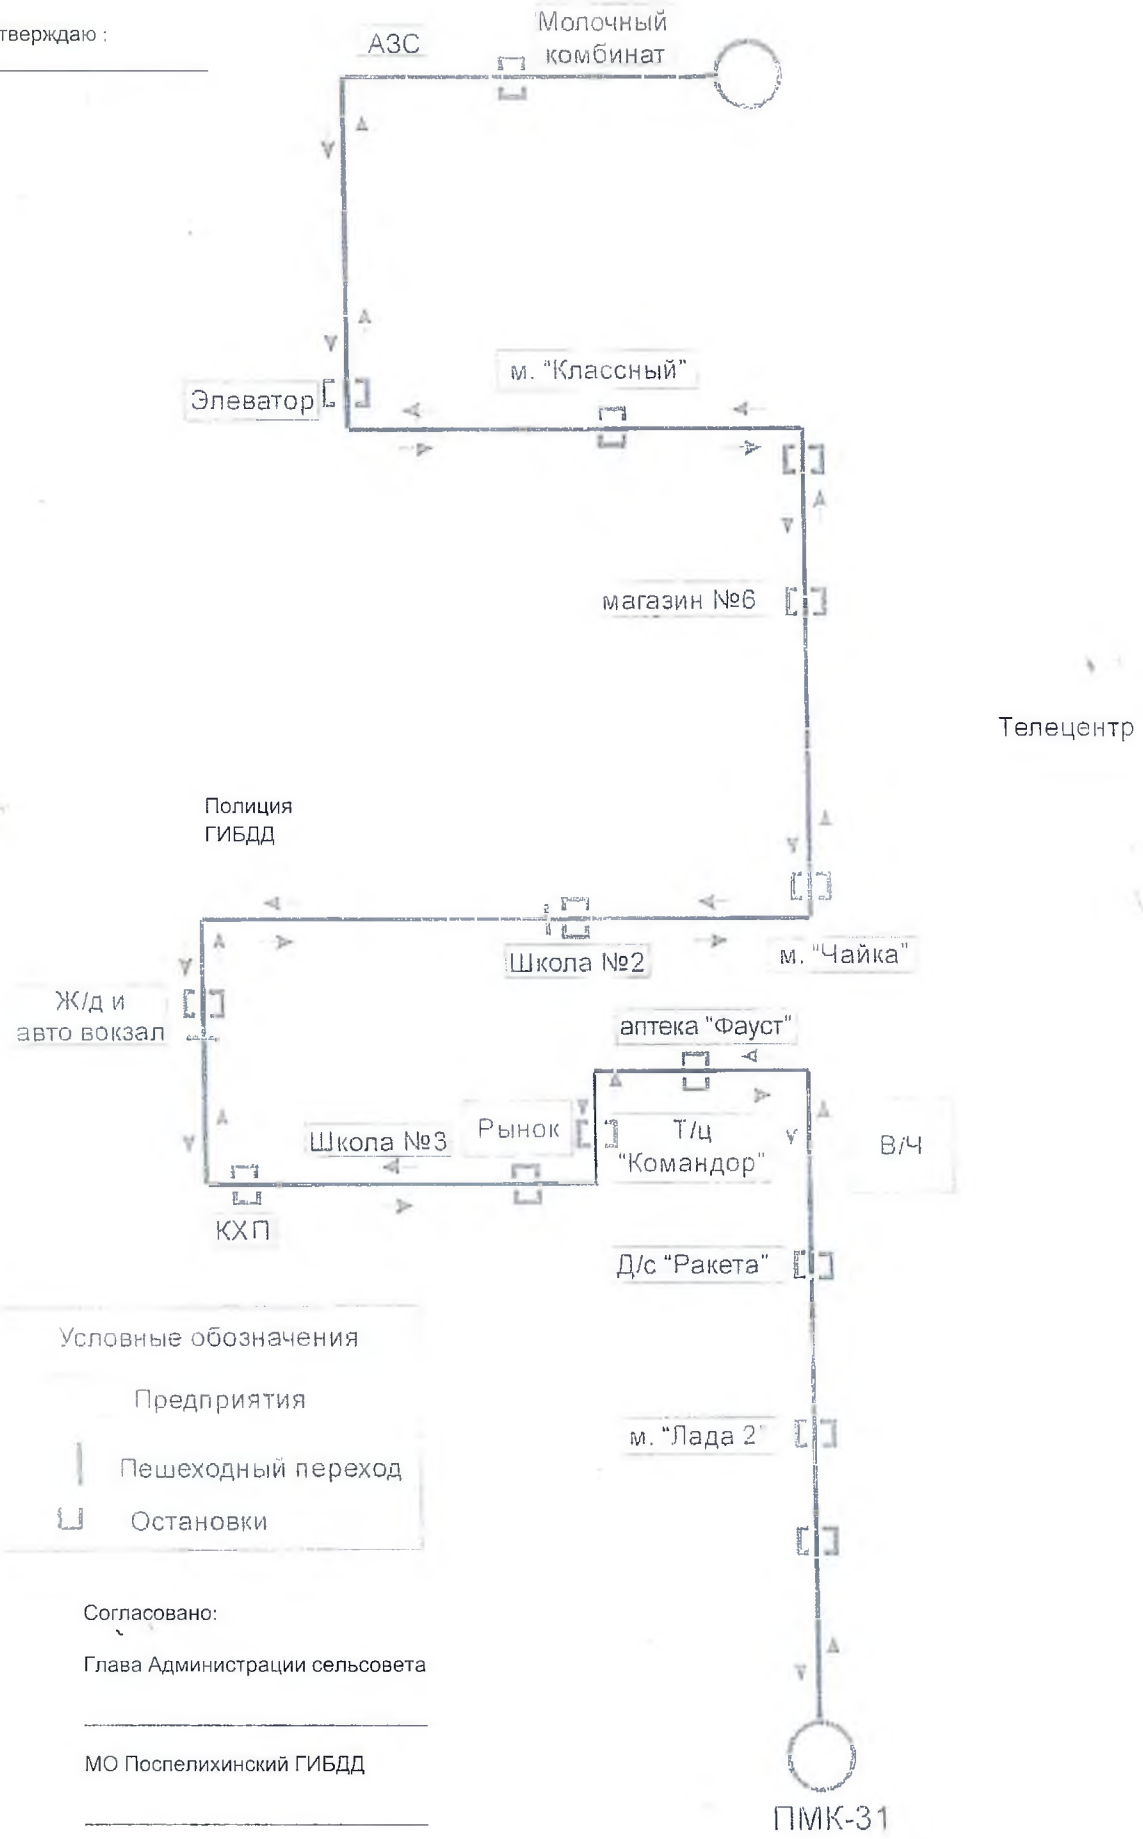 тверждаю :
АЗС
Молочный
комбинат
м. "Классный"
Элеватор
магазин №6
Телецентр
Полиция
ГИБДД
Школа №2
м. "Чайка"
Ж/д и
авто вокзал
аптека "Фауст"
Школа №3
Рынок
Т/ц
"Командор"
В/Ч
КХП
Д/с "Ракета"
Условные обозначения
Предприятия
Пешеходный переход
Остановки
м. "Лада 2"
Согласовано:
Глава Администрации сельсовета
МО Поспелихинский ГИБДД
ПМК-31